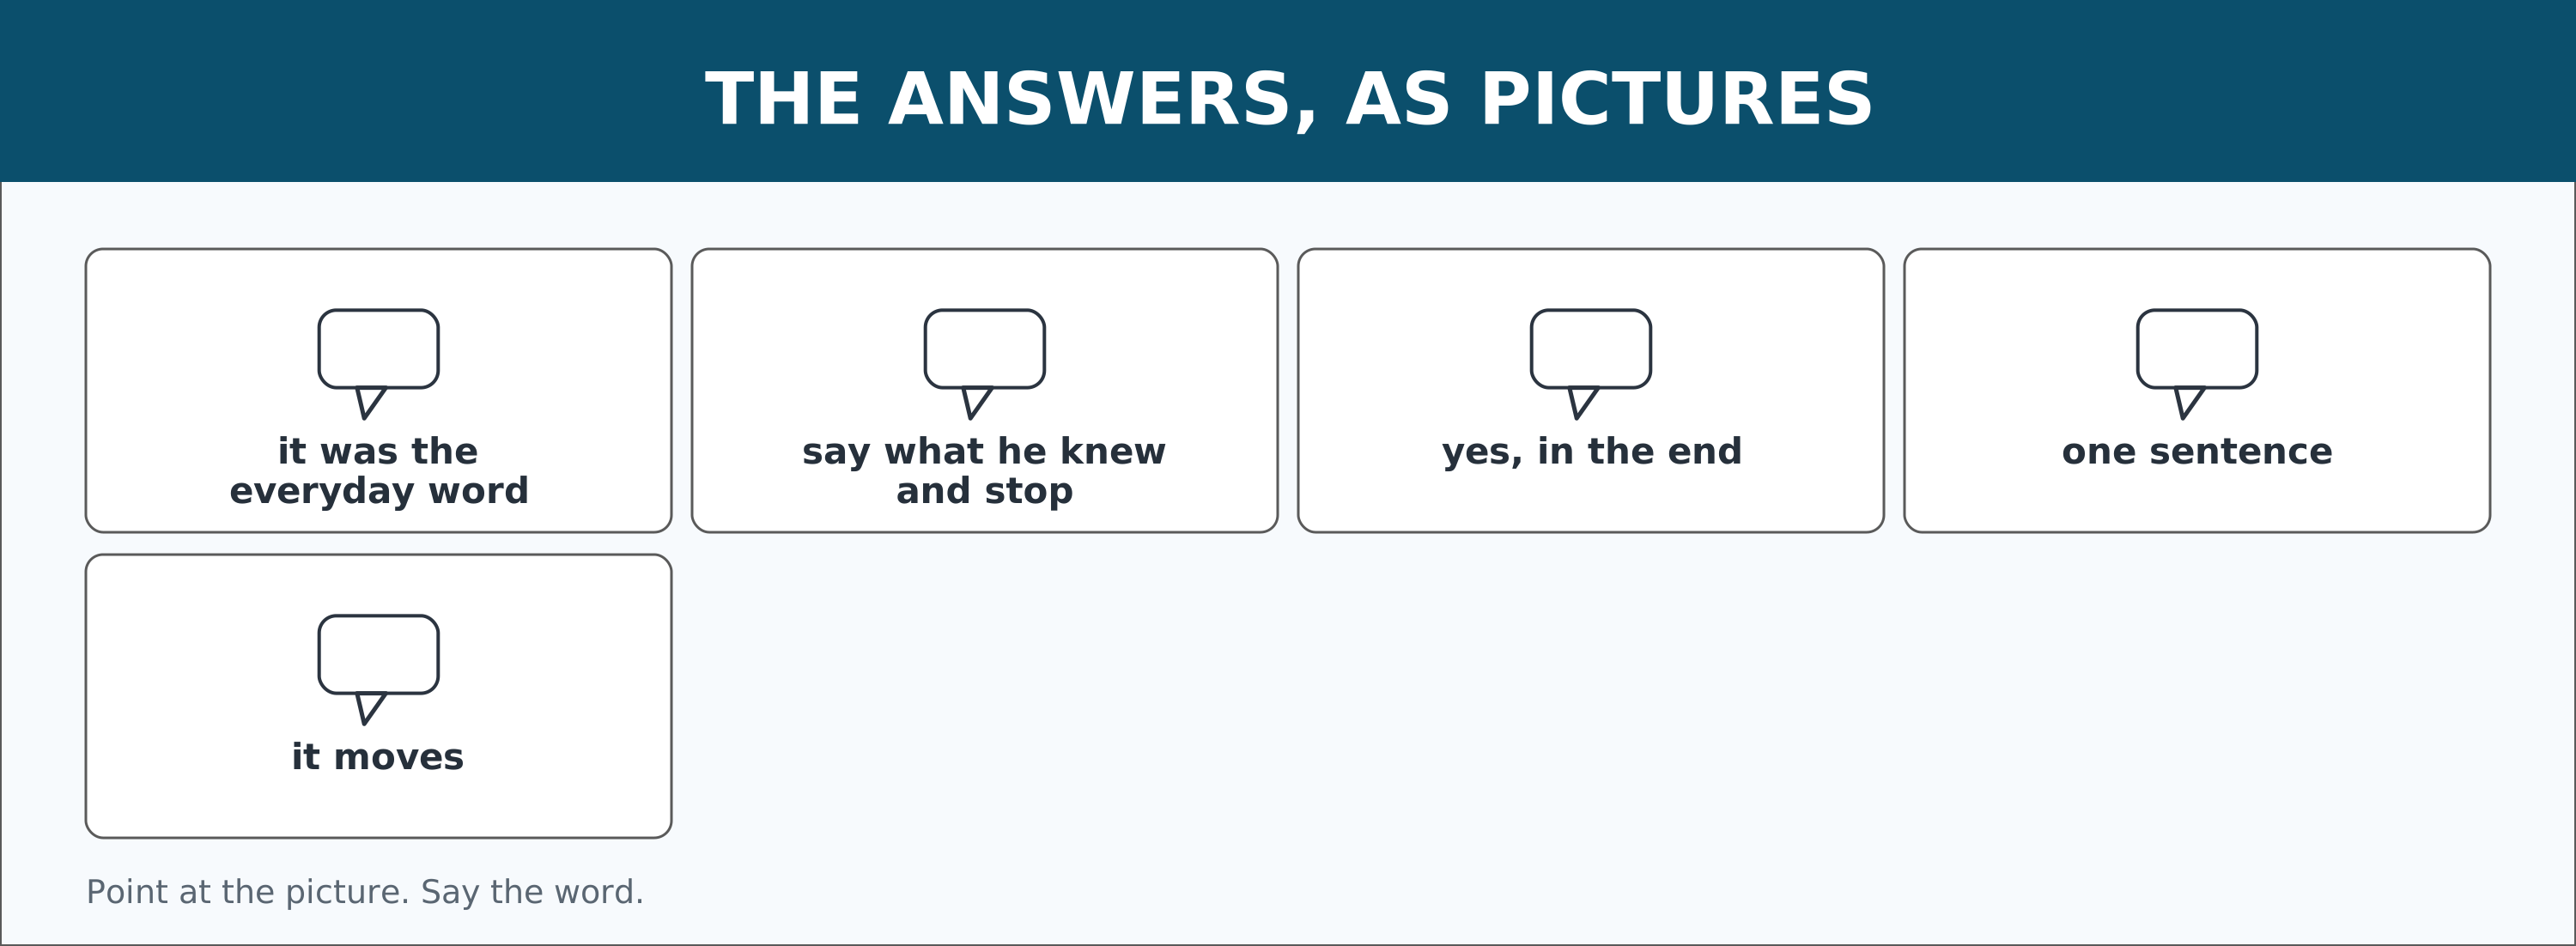 THE ANSWERS, AS PICTURES
it was the
everyday word
say what he knew
and stop
yes, in the end
one sentence
it moves
Point at the picture. Say the word.